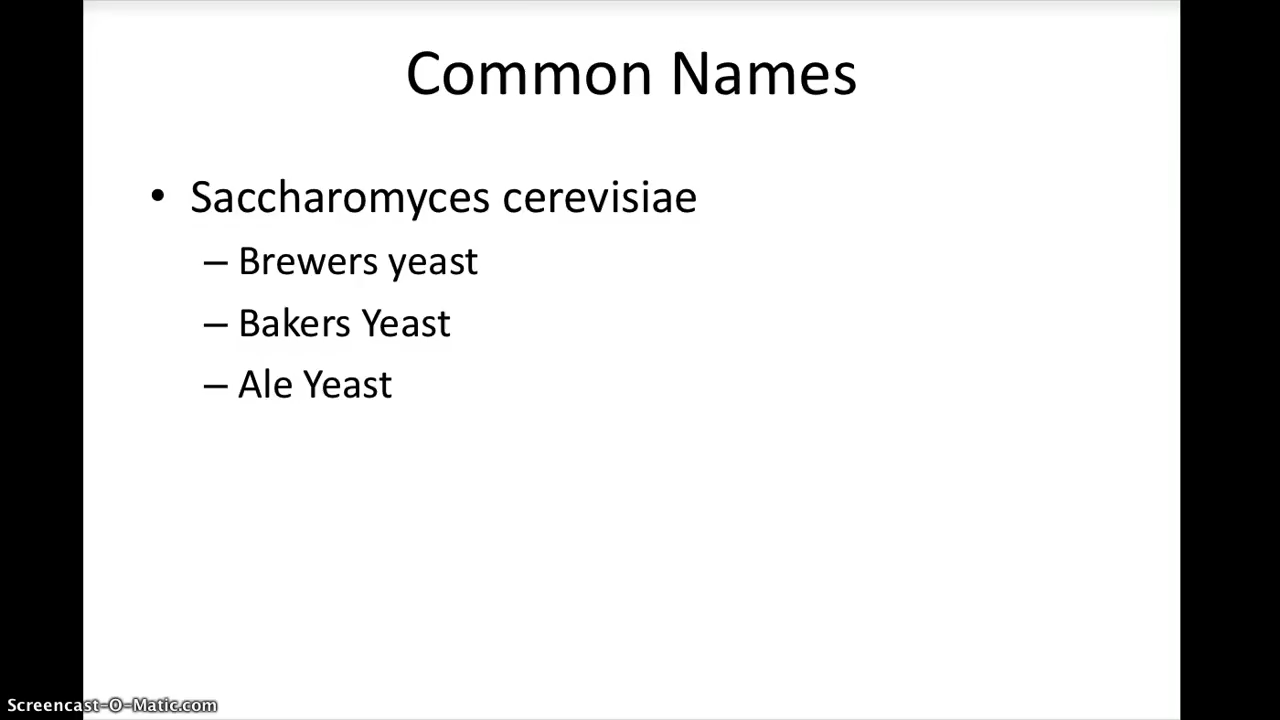 Common Names
• Saccharomyces cerevisiae
– Brewers yeast
– Bakers Yeast
– Ale Yeast
Screencast-O-Matic.com